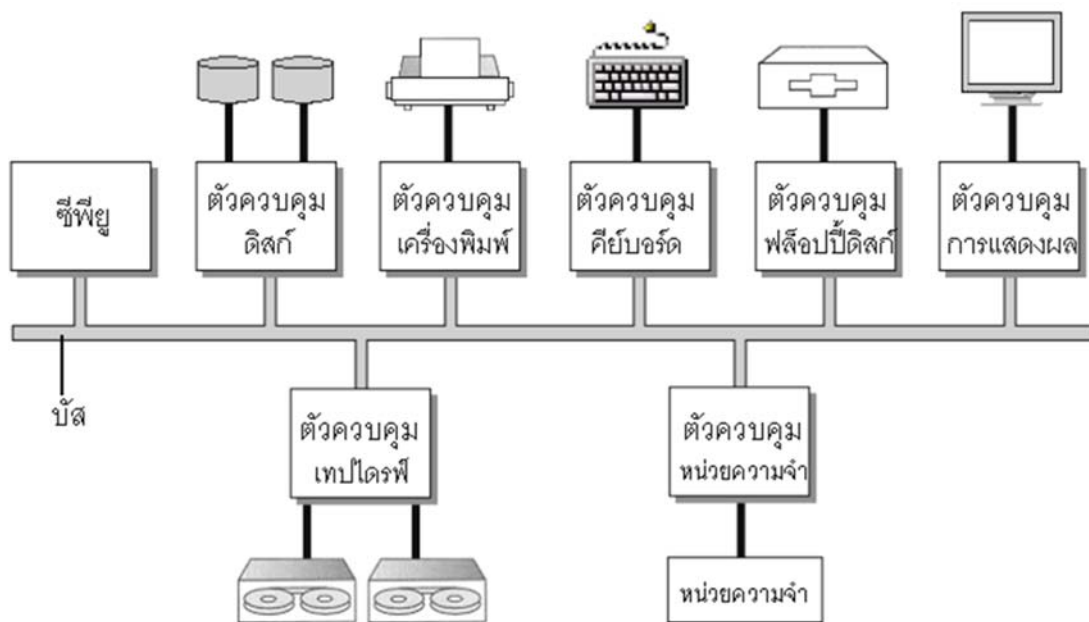 ซีพียู
ตัวควบคุม
ดิสก์
ตัวควบคุม
เครื่องพิมพ์
ตัวควบคุม
คีย์บอร์ด
ตัวควบคุม
ฟล็อปปี้ดิสก์
ตัวควบคุม
การแสดงผล
บัส
ตัวควบคุม
เทปไดรฟ์
ตัวควบคุม
หน่วยความจำ
หน่วยความจำ